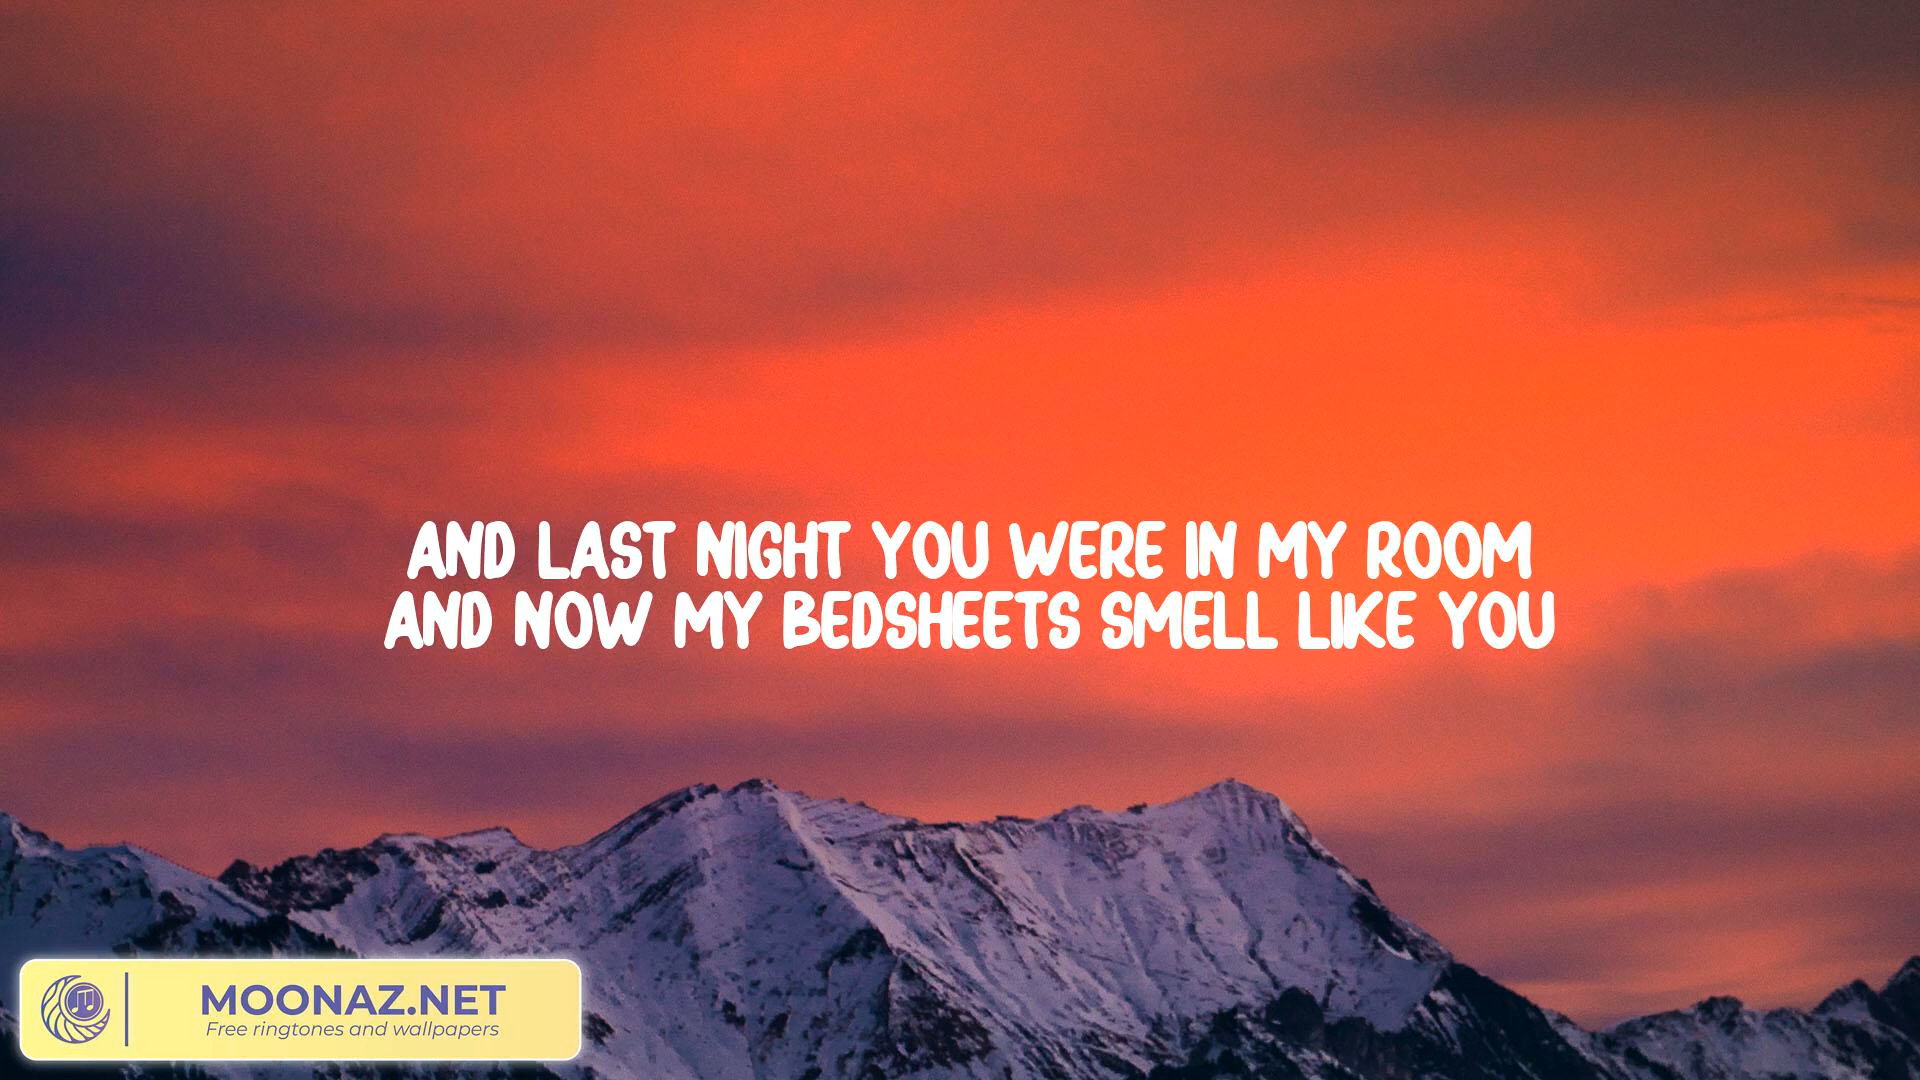 AND LAST NIGHT YOU WERE IN MY ROOM
AND NOW MY BEDSHEETS SMELL LIKE YOU
MOONAZ.NET
Free ringtones and wallpapers